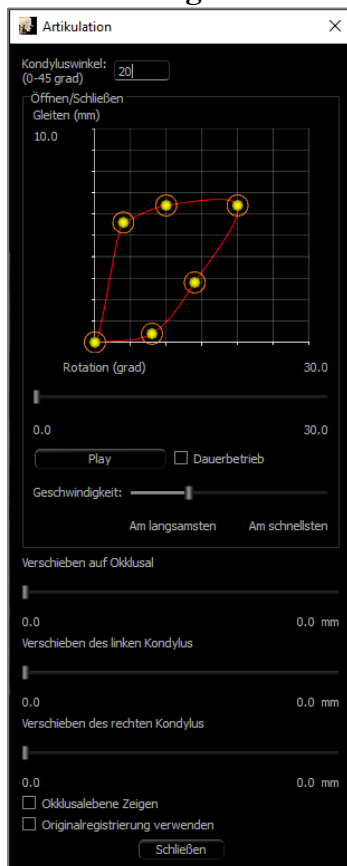 Artikulation
Kondyluswinkel:
(0-45 grad)
20
Öffnen/Schließen
Gleiten (mm)
10.0
Rotation (grad) 30.0
0.0 30.0
Play Dauerbetrieb
Geschwindigkeit:
Am langsamsten Am schnellsten
Verschieben auf Okklusal
0.0 0.0 mm
Verschieben des linken Kondylus
0.0 0.0 mm
Verschieben des rechten Kondylus
0.0 0.0 mm
Okklusalebene Zeigen
Originalregistrierung verwenden
Schließen